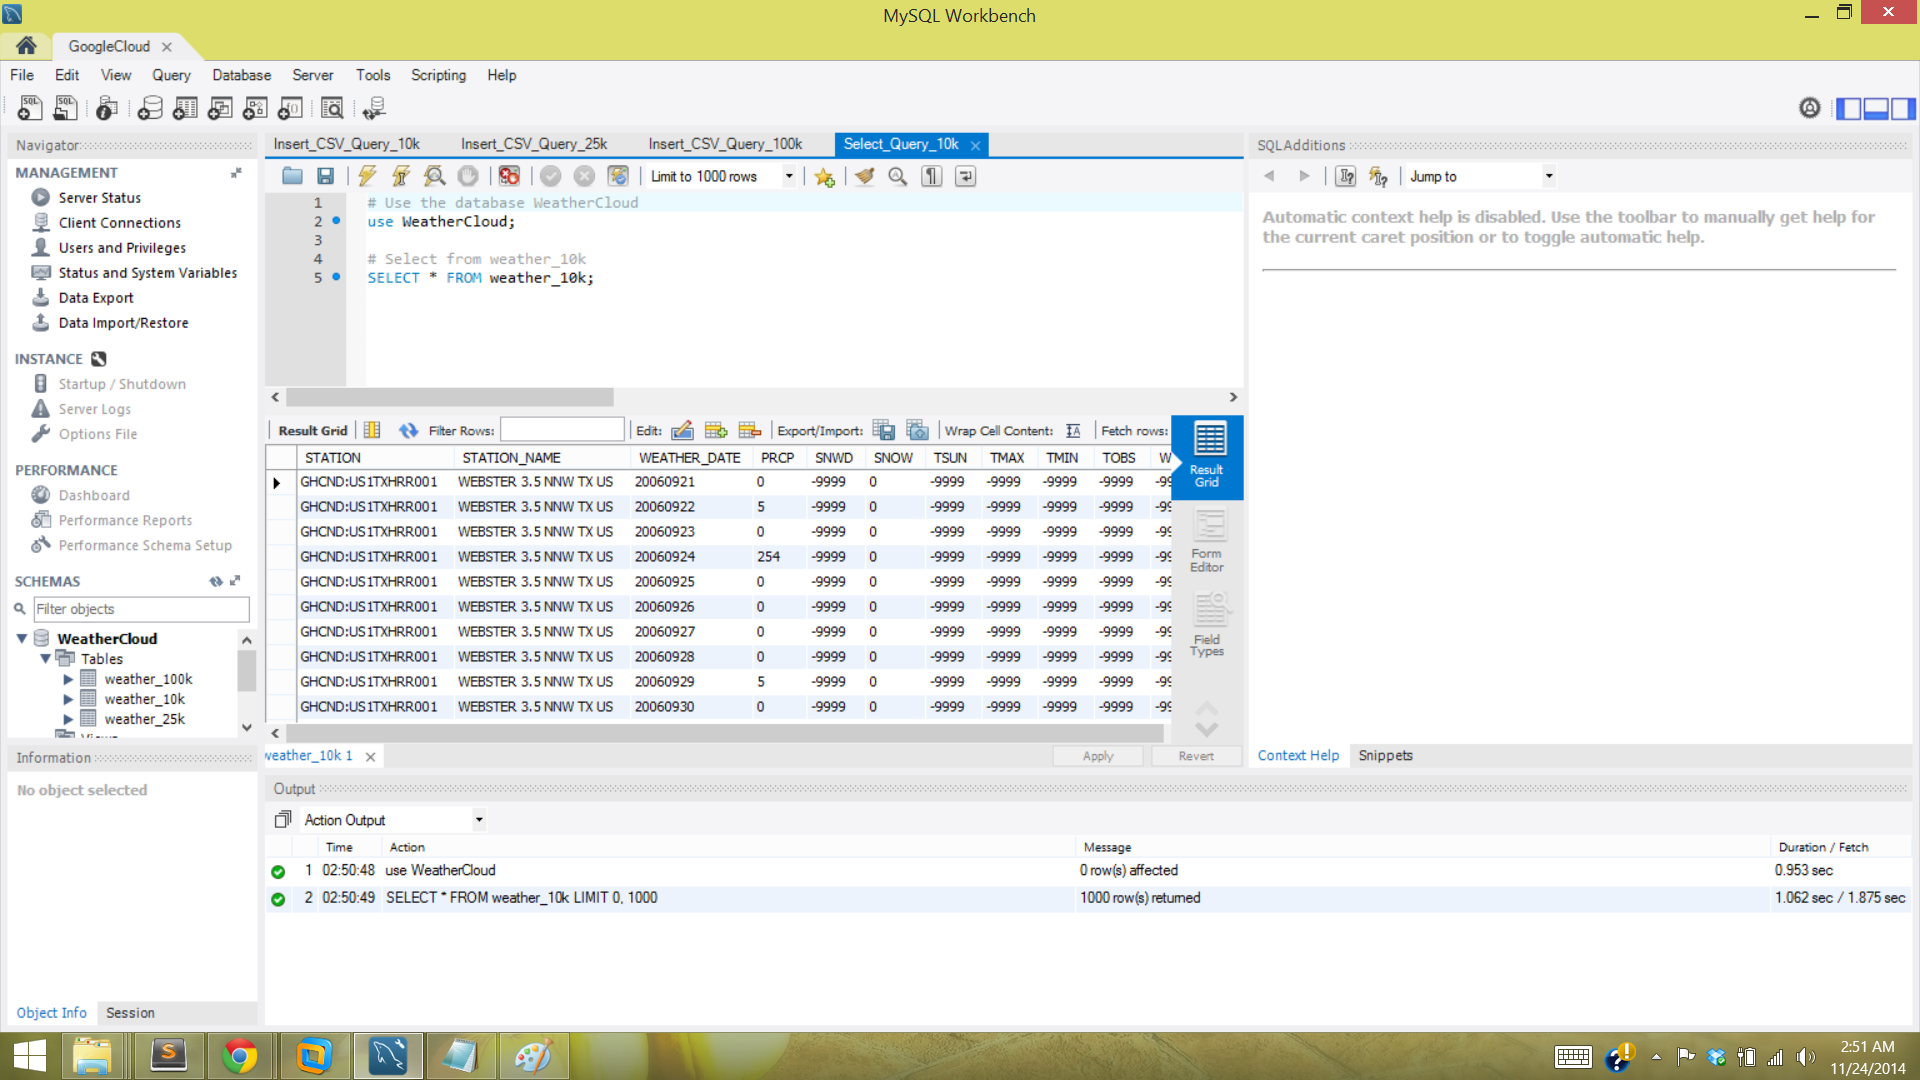 MySQL Workbench
GoogleCloud
File Edit View Query Database Server Tools Scripting Help
Navigator
MANAGEMENT
Server Status
Client Connections
Users and Privileges
Status and System Variables
Data Export
Data Import/Restore
INSTANCE
Startup / Shutdown
Server Logs
Options File
PERFORMANCE
Dashboard
Performance Reports
Performance Schema Setup
SCHEMAS
Filter objects
WeatherCloud
Tables
weather_100k
weather_10k
weather_25k
Views
Information
No object selected
Object Info Session
Insert_CSV_Query_10k Insert_CSV_Query_25k Insert_CSV_Query_100k Select_Query_10k
Limit to 1000 rows
1 # Use the database WeatherCloud
2 use WeatherCloud;
3
4 # Select from weather_10k
5 SELECT * FROM weather_10k;
Result Grid Filter Rows: Edit: Export/Import: Wrap Cell Content: Fetch rows:
STATION STATION_NAME WEATHER_DATE PRCP SNWD SNOW TSUN TMAX TMIN TOBS W
GHCND:US1TXHRR001 WEBSTER 3.5 NNW TX US 20060921 0 -9999 0 -9999 -9999 -9999 -9999 -99
GHCND:US1TXHRR001 WEBSTER 3.5 NNW TX US 20060922 5 -9999 0 -9999 -9999 -9999 -9999 -99
GHCND:US1TXHRR001 WEBSTER 3.5 NNW TX US 20060923 0 -9999 0 -9999 -9999 -9999 -9999 -99
GHCND:US1TXHRR001 WEBSTER 3.5 NNW TX US 20060924 254 -9999 0 -9999 -9999 -9999 -9999 -99
GHCND:US1TXHRR001 WEBSTER 3.5 NNW TX US 20060925 0 -9999 0 -9999 -9999 -9999 -9999 -99
GHCND:US1TXHRR001 WEBSTER 3.5 NNW TX US 20060926 0 -9999 0 -9999 -9999 -9999 -9999 -99
GHCND:US1TXHRR001 WEBSTER 3.5 NNW TX US 20060927 0 -9999 0 -9999 -9999 -9999 -9999 -99
GHCND:US1TXHRR001 WEBSTER 3.5 NNW TX US 20060928 0 -9999 0 -9999 -9999 -9999 -9999 -99
GHCND:US1TXHRR001 WEBSTER 3.5 NNW TX US 20060929 5 -9999 0 -9999 -9999 -9999 -9999 -99
GHCND:US1TXHRR001 WEBSTER 3.5 NNW TX US 20060930 0 -9999 0 -9999 -9999 -9999 -9999 -99
Result
Grid
Form
Editor
Field
Types
weather_10k 1
Apply Revert
SQLAdditions
Jump to
Automatic context help is disabled. Use the toolbar to manually get help for
the current caret position or to toggle automatic help.
Context Help Snippets
Output
Action Output
Time Action Message Duration / Fetch
1 02:50:48 use WeatherCloud 0 row(s) affected 0.953 sec
2 02:50:49 SELECT * FROM weather_10k LIMIT 0, 1000 1000 row(s) returned 1.062 sec / 1.875 sec
2:51 AM
11/24/2014